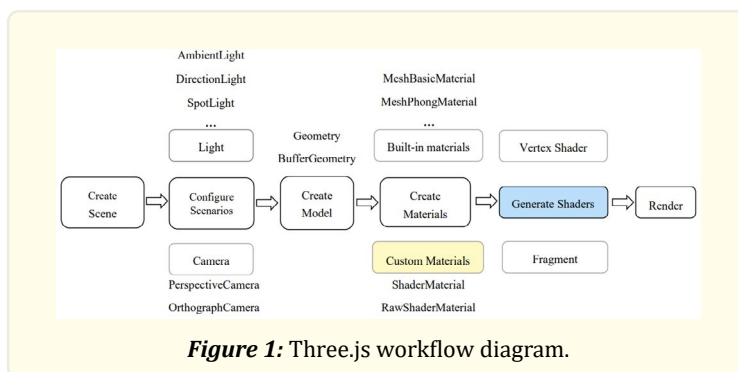 AmbientLight
DirectionLight
SpotLight
...
Light
Geometry
BufferGeometry
MeshBasicMaterial
MeshPhongMaterial
...
Built-in materials
Vertex Shader
Create
Scene
Configure
Scenarios
Create
Model
Create
Materials
Generate Shaders
Render
Camera
PerspectiveCamera
OrthographCamera
Custom Materials
ShaderMaterial
RawShaderMaterial
Fragment
Figure 1: Three.js workflow diagram.